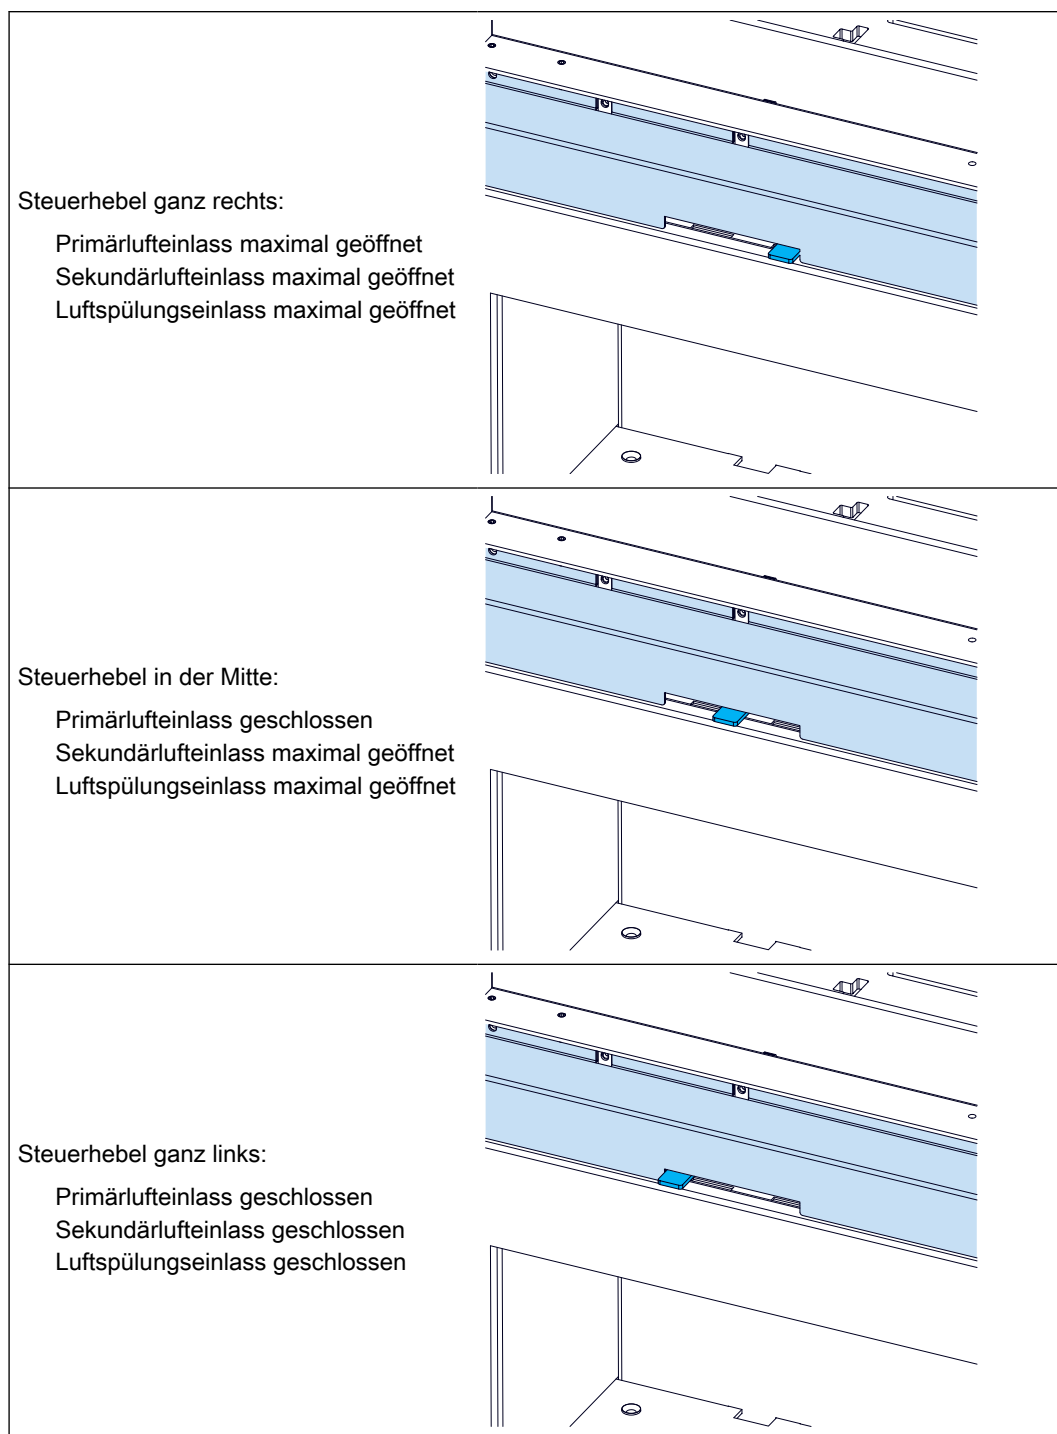 Steuerhebel ganz rechts:
Primärlufteinlass maximal geöffnet
Sekundärlufteinlass maximal geöffnet
Luftspülungseinlass maximal geöffnet
Steuerhebel in der Mitte:
Primärlufteinlass geschlossen
Sekundärlufteinlass maximal geöffnet
Luftspülungseinlass maximal geöffnet
Steuerhebel ganz links:
Primärlufteinlass geschlossen
Sekundärlufteinlass geschlossen
Luftspülungseinlass geschlossen